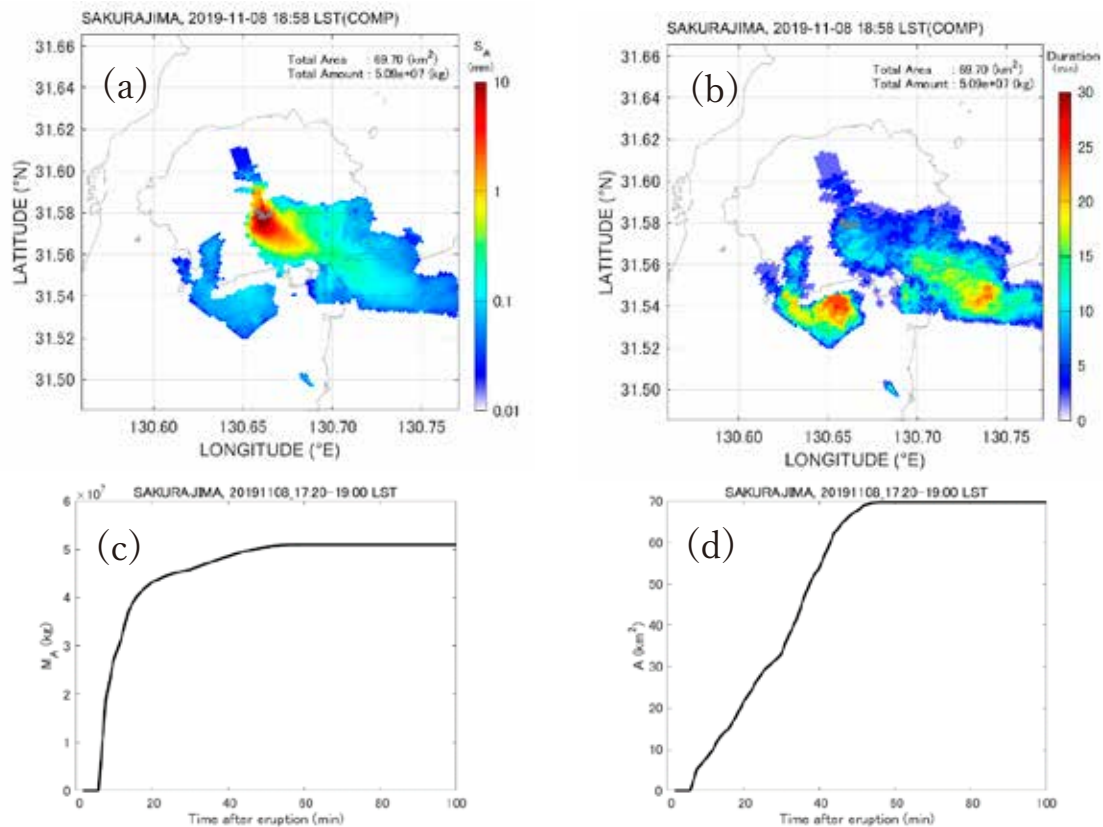 SAKURAJIMA, 2019-11-08 18:58 LST(COMP)
Total Area : 69.70 (km²)
Total Amount : 5.09e+07 (kg)
(a)
S_A
(mm)
10
1
0.1
0.01
LATITUDE (°N)
31.66
31.64
31.62
31.60
31.58
31.56
31.54
31.52
31.50
130.60
130.65
130.70
130.75
LONGITUDE (°E)
SAKURAJIMA, 2019-11-08 18:58 LST(COMP)
Total Area : 69.70 (km²)
Total Amount : 5.09e+07 (kg)
(b)
Duration
(min)
30
25
20
15
10
5
0
LATITUDE (°N)
31.66
31.64
31.62
31.60
31.58
31.56
31.54
31.52
31.50
130.60
130.65
130.70
130.75
LONGITUDE (°E)
SAKURAJIMA, 20191108_17:20-19:00 LST
× 10⁷
(c)
M_A (kg)
6
5
4
3
2
1
0
0
20
40
60
80
100
Time after eruption (min)
SAKURAJIMA, 20191108_17:20-19:00 LST
(d)
A (km²)
70
60
50
40
30
20
10
0
0
20
40
60
80
100
Time after eruption (min)